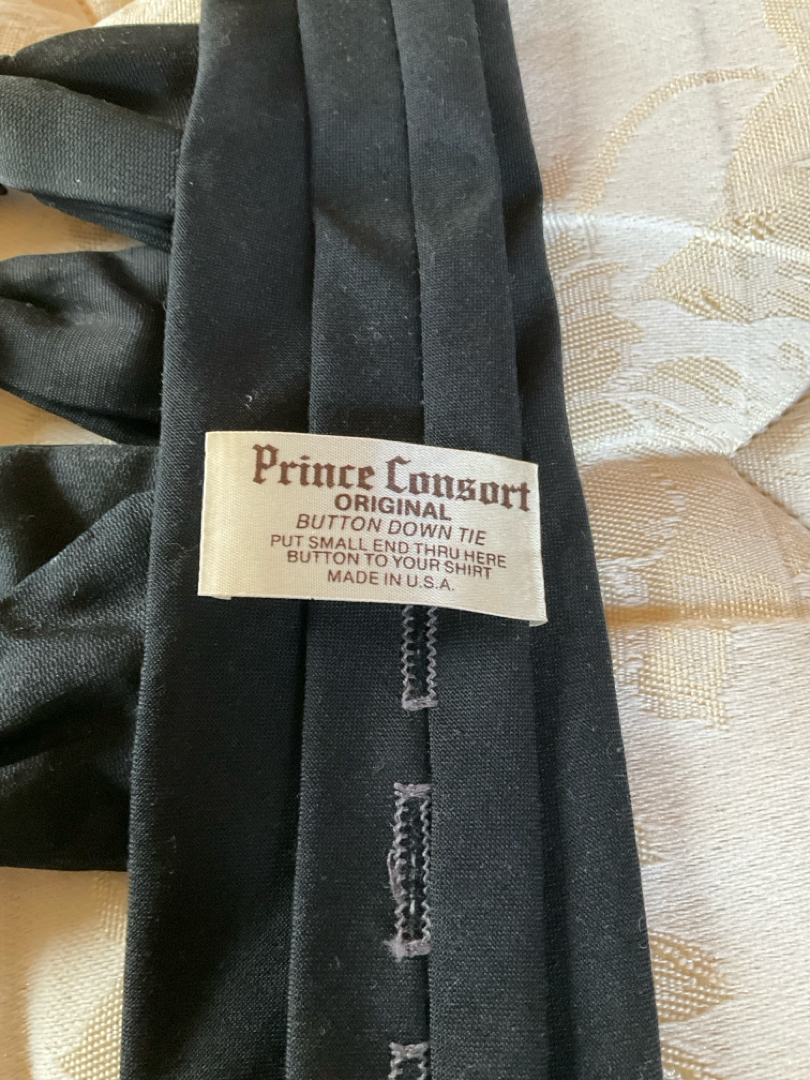 Prince Consort
ORIGINAL
BUTTON DOWN TIE
PUT SMALL END THRU HERE
BUTTON TO YOUR SHIRT
MADE IN U.S.A.